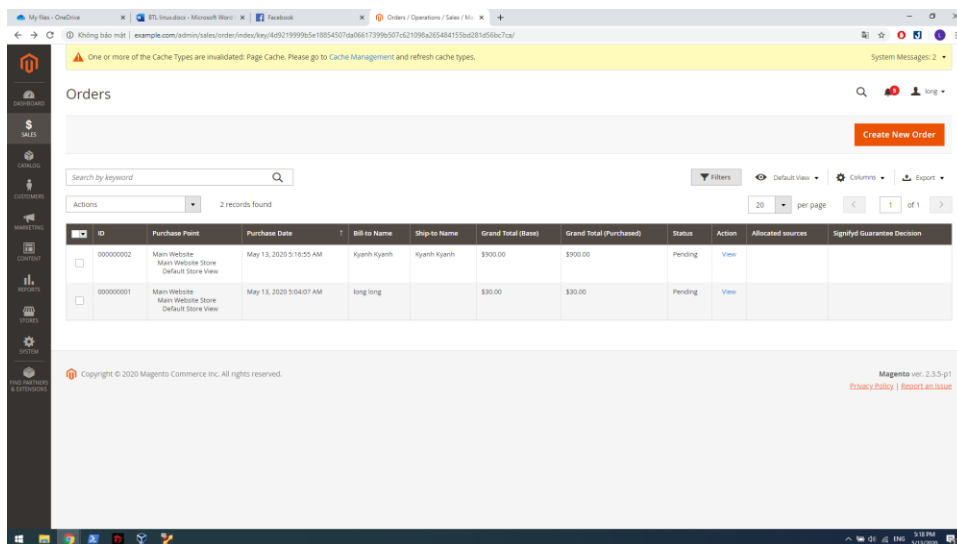 My files - OneDrive
BTL linux.docx - Microsoft Word
Facebook
Orders / Operations / Sales / Ma
Không bảo mật | example.com/admin/sales/order/index/key/4d9219999b5e18854507da06617399b507c621098a265484155bd281d56bc7ca/
One or more of the Cache Types are invalidated: Page Cache. Please go to Cache Management and refresh cache types.
System Messages: 2
DASHBOARD
SALES
CATALOG
CUSTOMERS
MARKETING
CONTENT
REPORTS
STORES
SYSTEM
FIND PARTNERS
& EXTENSIONS
Orders
long
Create New Order
Search by keyword
Filters
Default View
Columns
Export
Actions
2 records found
20 per page
1 of 1
ID Purchase Point Purchase Date Bill-to Name Ship-to Name Grand Total (Base) Grand Total (Purchased) Status Action Allocated sources Signifyd Guarantee Decision
000000002 Main Website May 13, 2020 5:16:55 AM Kyanh Kyanh Kyanh Kyanh $900.00 $900.00 Pending View
Main Website Store
Default Store View
000000001 Main Website May 13, 2020 5:04:07 AM long long $30.00 $30.00 Pending View
Main Website Store
Default Store View
Copyright © 2020 Magento Commerce Inc. All rights reserved.
Magento ver. 2.3.5-p1
Privacy Policy | Report an Issue
ENG
5:18 PM
5/13/2020